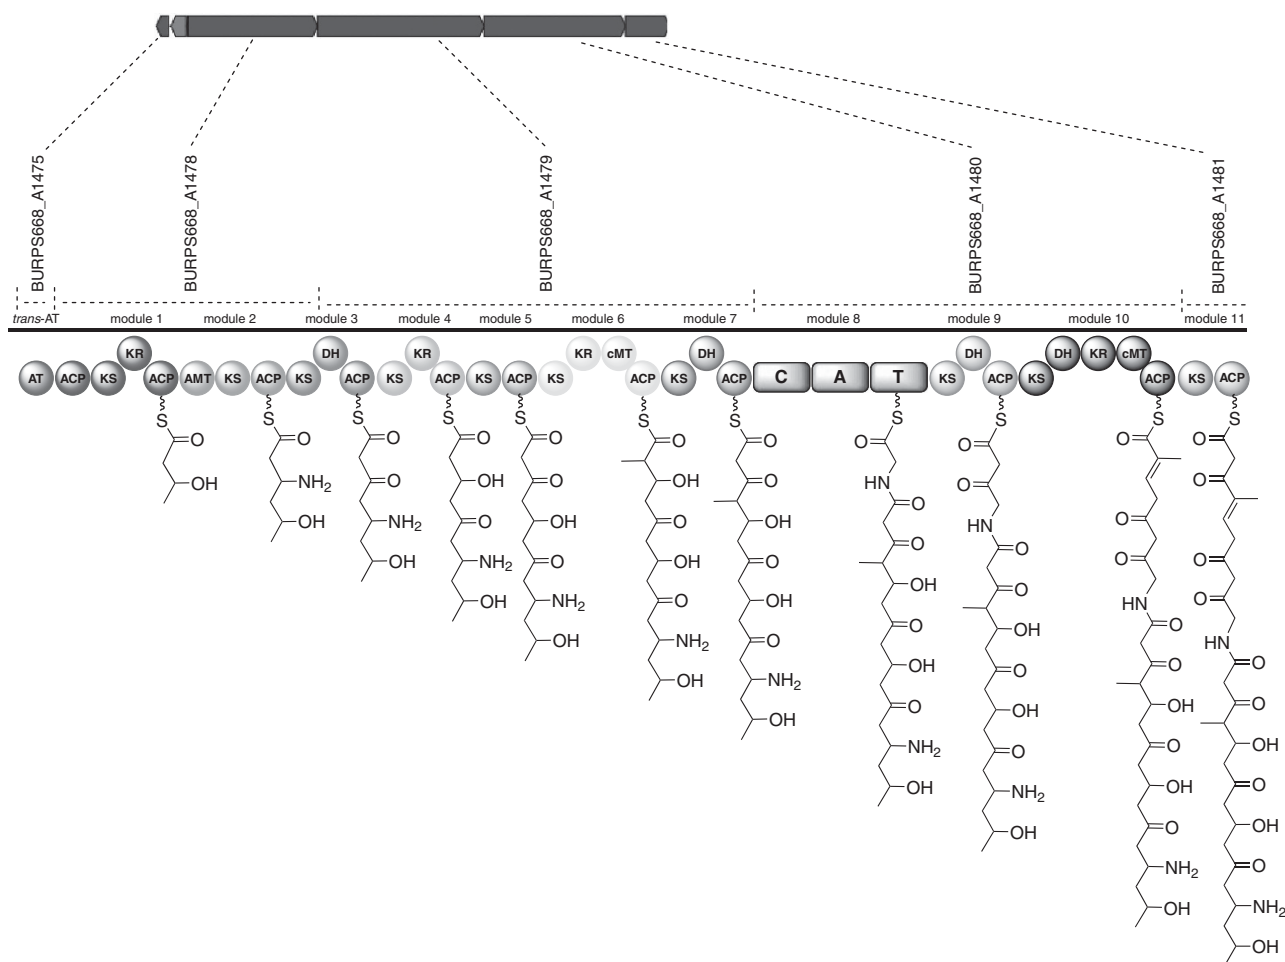 BURPS668_A1475
BURPS668_A1478
BURPS668_A1479
BURPS668_A1480
BURPS668_A1481
trans-AT module 1 module 2 module 3 module 4 module 5 module 6 module 7 module 8 module 9 module 10 module 11
KR DH KR KR cMT DH DH DH KR cMT
AT ACP KS ACP AMT KS ACP KS ACP KS ACP KS ACP KS ACP KS ACP C A T KS ACP KS ACP KS ACP
S S S S S S S S S S S
O O O O O O O O O O O
OH NH2 O OH O OH O HN O O
OH NH2 O OH O OH O O HN O O
OH NH2 O OH O O O O O
OH NH2 O OH OH OH O HN O
OH NH2 O O O O HN
OH NH2 OH OH O O
OH NH2 O OH O
OH NH2 O OH
OH NH2 OH O
OH NH2 O OH
OH NH2 O
OH NH2
OH